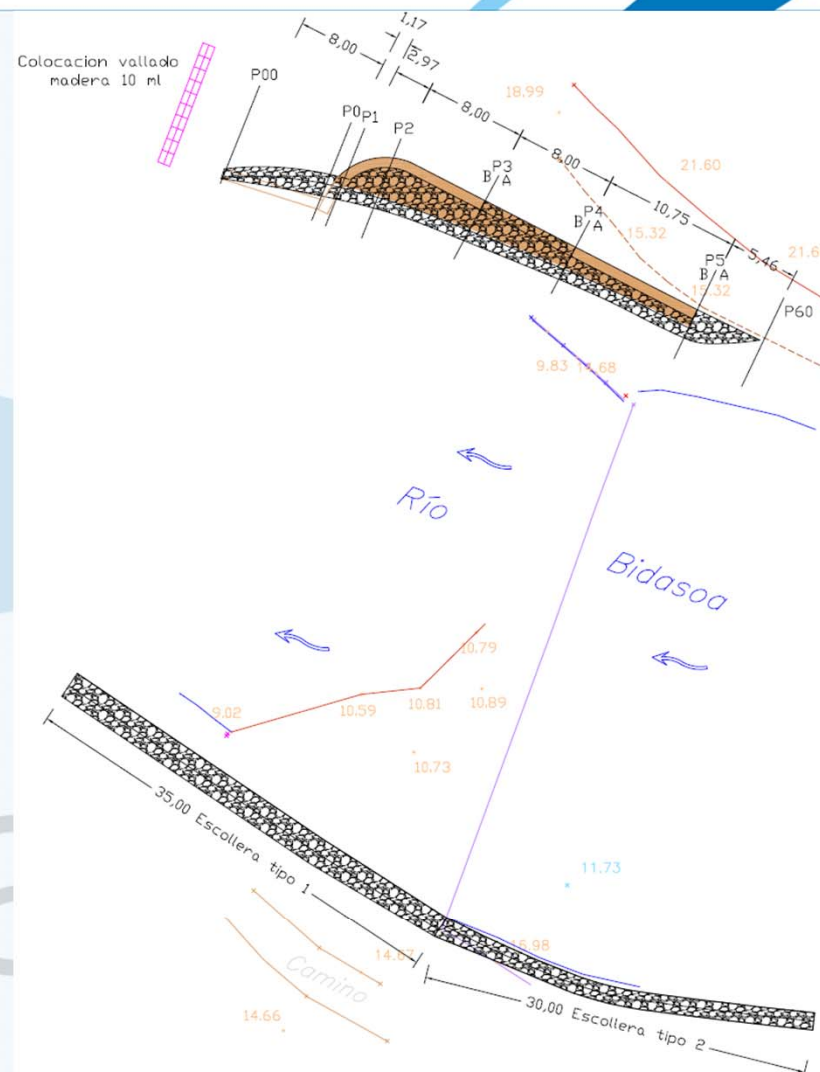 Colocacion vallado
madera 10 ml
1,17
8,00
2,97
8,00
8,00
10,75
5,46
18.99
21.60
21.6
15.32
15.32
P00
P0
P1
P2
P3
B A
P4
B A
P5
B A
P60
9.83
Río
Bidasoa
10.79
10.89
10.81
10.59
9.02
10.73
11.73
35,00 Escollera tipo 1
14.67
Camino
14.66
30,00 Escollera tipo 2